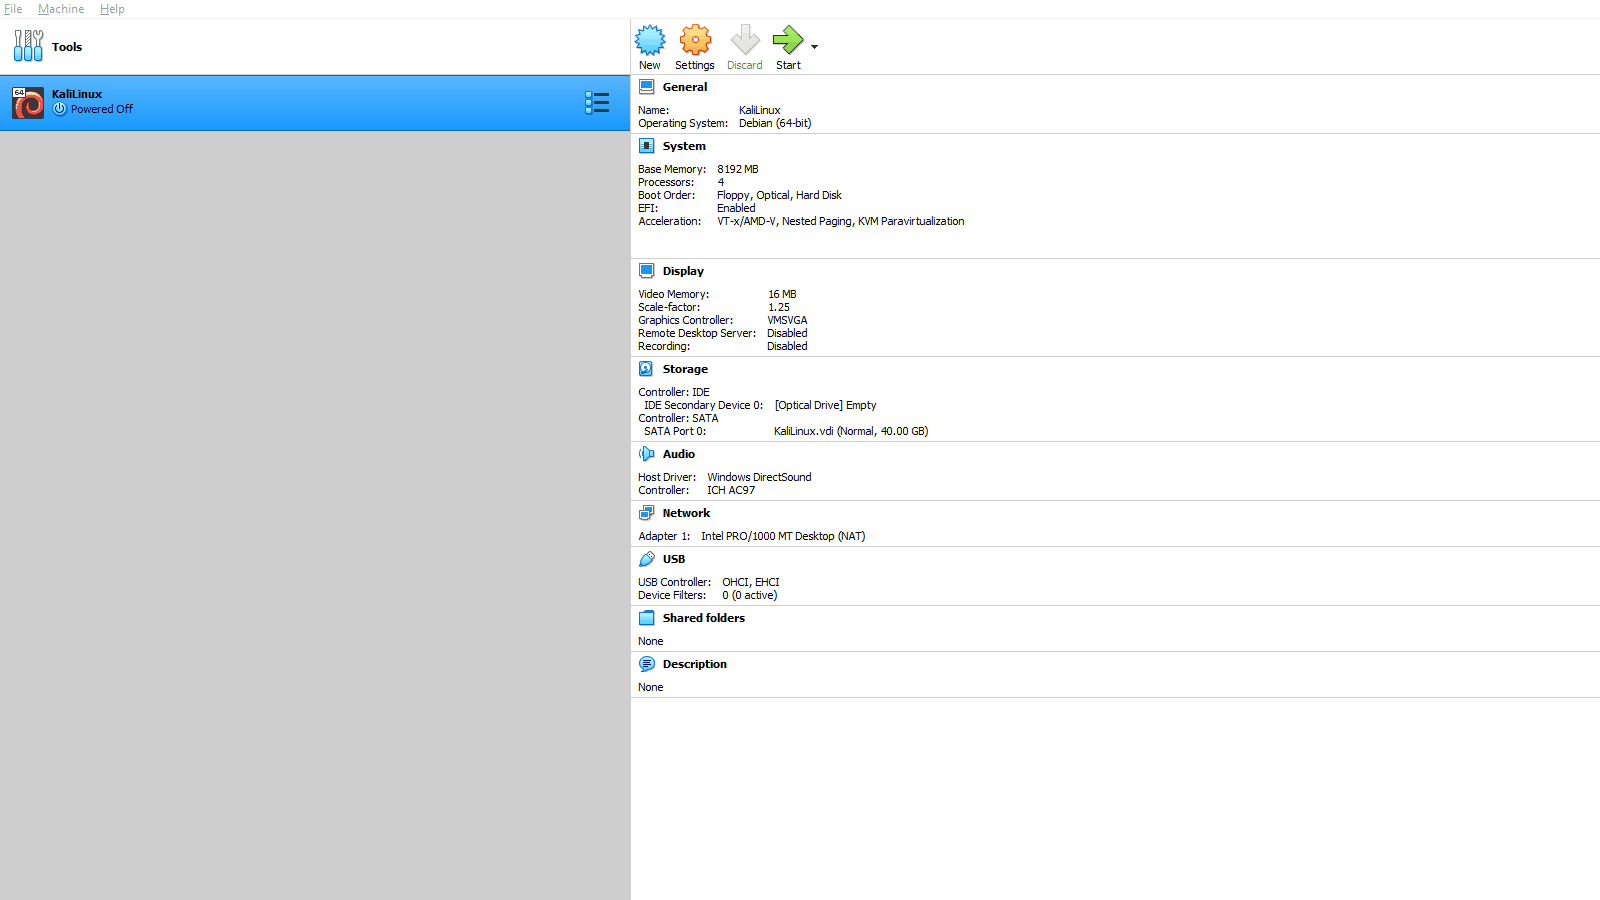 File Machine Help
Tools
New Settings Discard Start
64
KaliLinux
Powered Off
General
Name: KaliLinux
Operating System: Debian (64-bit)
System
Base Memory: 8192 MB
Processors: 4
Boot Order: Floppy, Optical, Hard Disk
EFI: Enabled
Acceleration: VT-x/AMD-V, Nested Paging, KVM Paravirtualization
Display
Video Memory: 16 MB
Scale-factor: 1.25
Graphics Controller: VMSVGA
Remote Desktop Server: Disabled
Recording: Disabled
Storage
Controller: IDE
IDE Secondary Device 0: [Optical Drive] Empty
Controller: SATA
SATA Port 0: KaliLinux.vdi (Normal, 40.00 GB)
Audio
Host Driver: Windows DirectSound
Controller: ICH AC97
Network
Adapter 1: Intel PRO/1000 MT Desktop (NAT)
USB
USB Controller: OHCI, EHCI
Device Filters: 0 (0 active)
Shared folders
None
Description
None